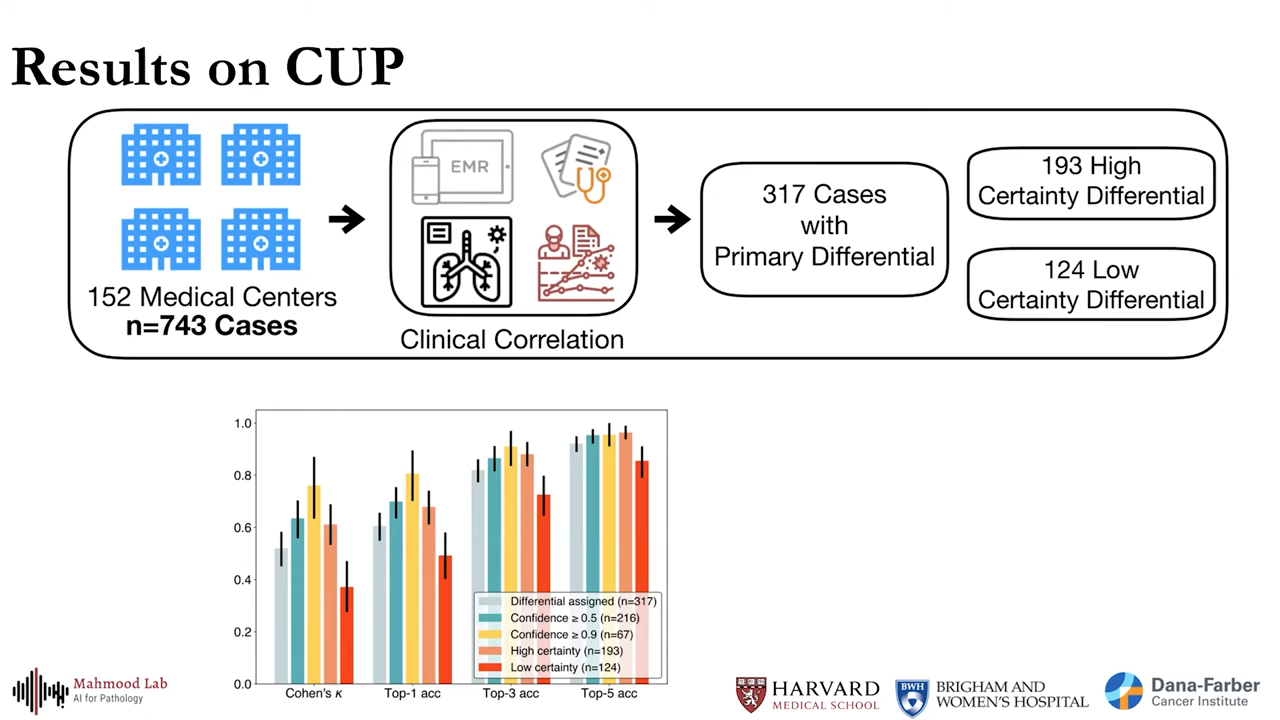 Results on CUP
152 Medical Centers
n=743 Cases
EMR
Clinical Correlation
317 Cases
with
Primary Differential
193 High
Certainty Differential
124 Low
Certainty Differential
1.0
0.8
0.6
0.4
0.2
0.0
Cohen's κ
Top-1 acc
Top-3 acc
Top-5 acc
Differential assigned (n=317)
Confidence ≥ 0.5 (n=216)
Confidence ≥ 0.9 (n=67)
High certainty (n=193)
Low certainty (n=124)
Mahmood Lab
AI for Pathology
HARVARD
MEDICAL SCHOOL
BWH
BRIGHAM AND
WOMEN'S HOSPITAL
Dana-Farber
Cancer Institute